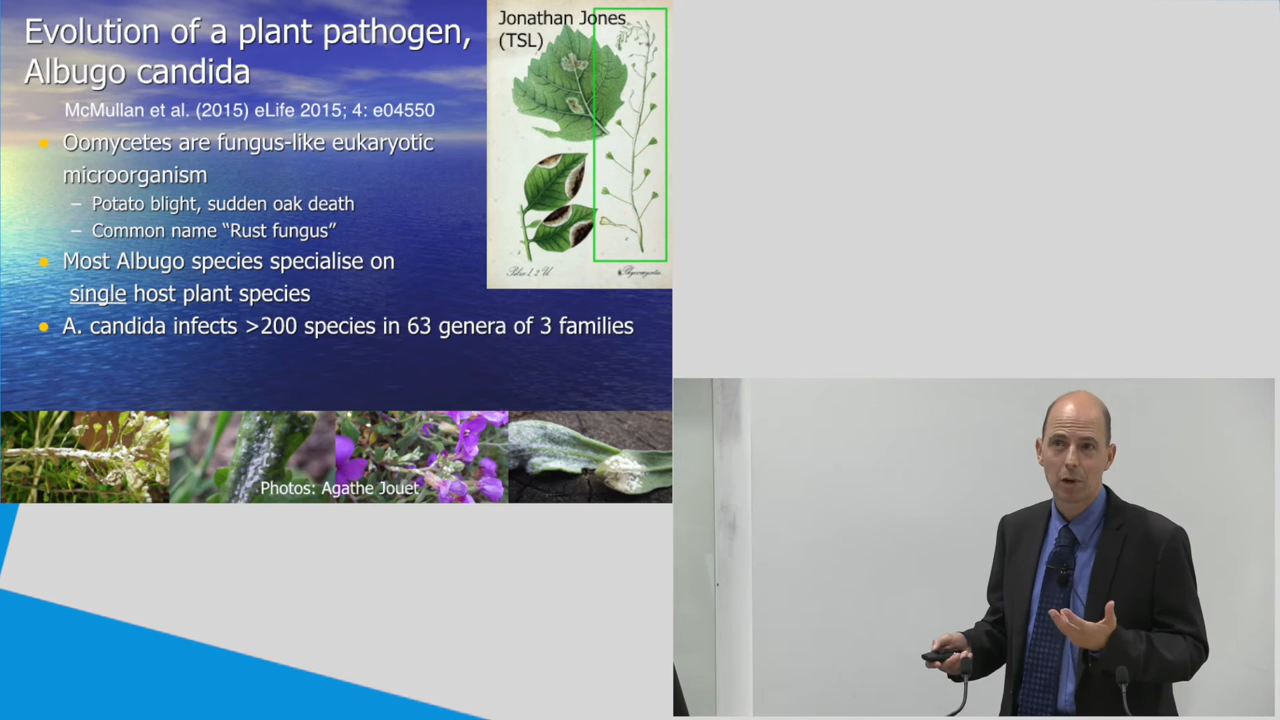 Evolution of a plant pathogen,
Albugo candida
McMullan et al. (2015) eLife 2015; 4: e04550
Oomycetes are fungus-like eukaryotic
microorganism
– Potato blight, sudden oak death
– Common name “Rust fungus”
Most Albugo species specialise on
single host plant species
A. candida infects >200 species in 63 genera of 3 families
Jonathan Jones
(TSL)
Photos: Agathe Jouet